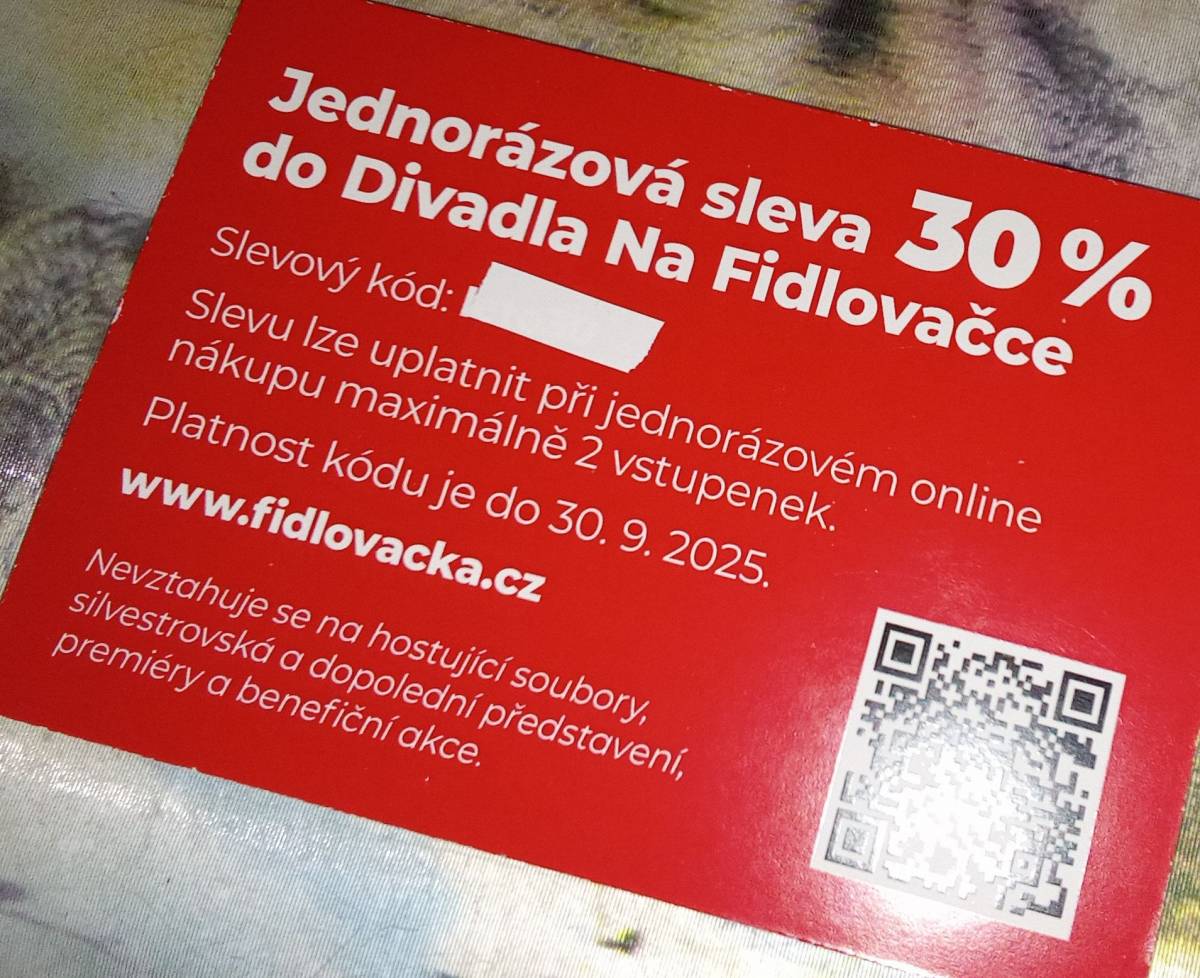 Jednorázová sleva 30 %
do Divadla Na Fidlovačce
Slevový kód:
Slevu lze uplatnit při jednorázovém online
nákupu maximálně 2 vstupenek.
Platnost kódu je do 30. 9. 2025.
www.fidlovacka.cz
Nevztahuje se na hostující soubory,
silvestrovská a dopolední představení,
premiéry a benefiční akce.